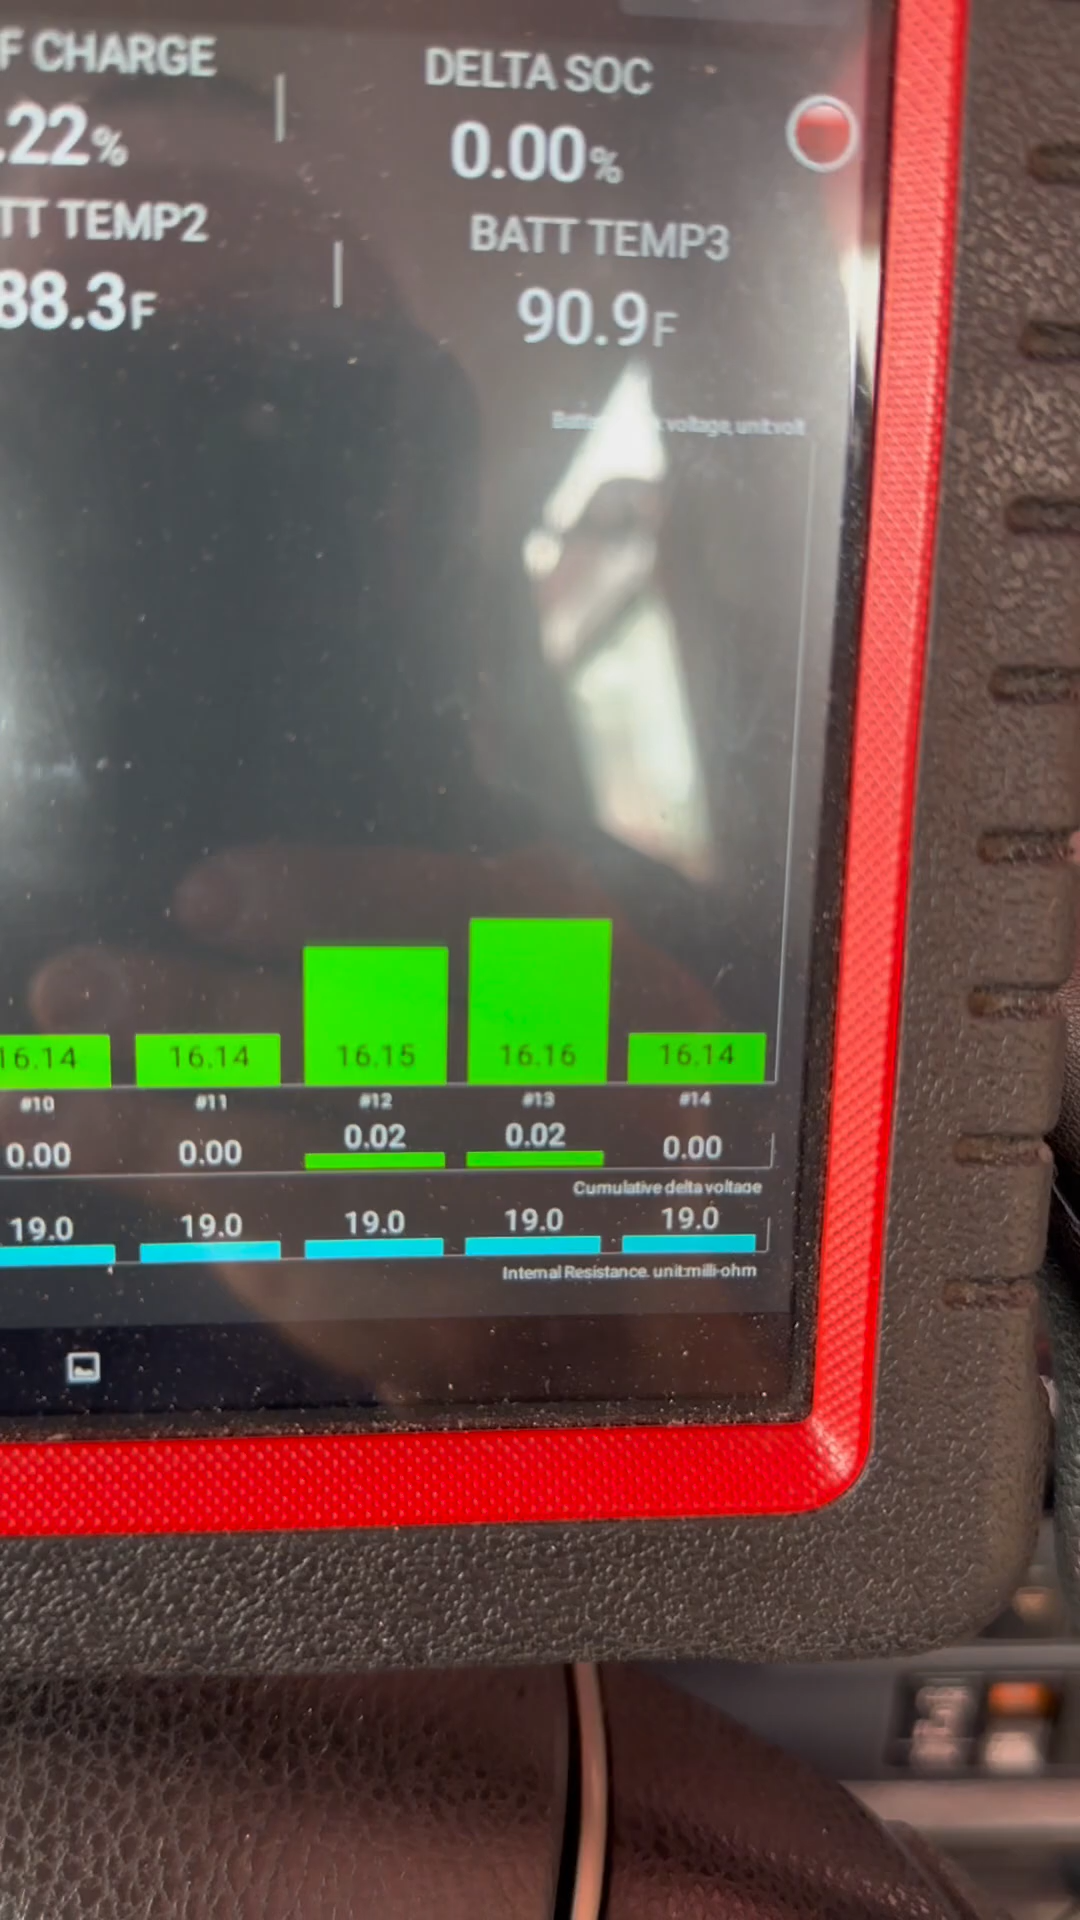 F CHARGE
DELTA SOC
.22%
0.00%
TT TEMP2
BATT TEMP3
88.3F
90.9F
voltage, unit:volt
16.14 16.14 16.15 16.16 16.14
#10 #11 #12 #13 #14
0.00 0.00 0.02 0.02 0.00
Cumulative delta voltage
19.0 19.0 19.0 19.0 19.0
Internal Resistance. unit:milli-ohm